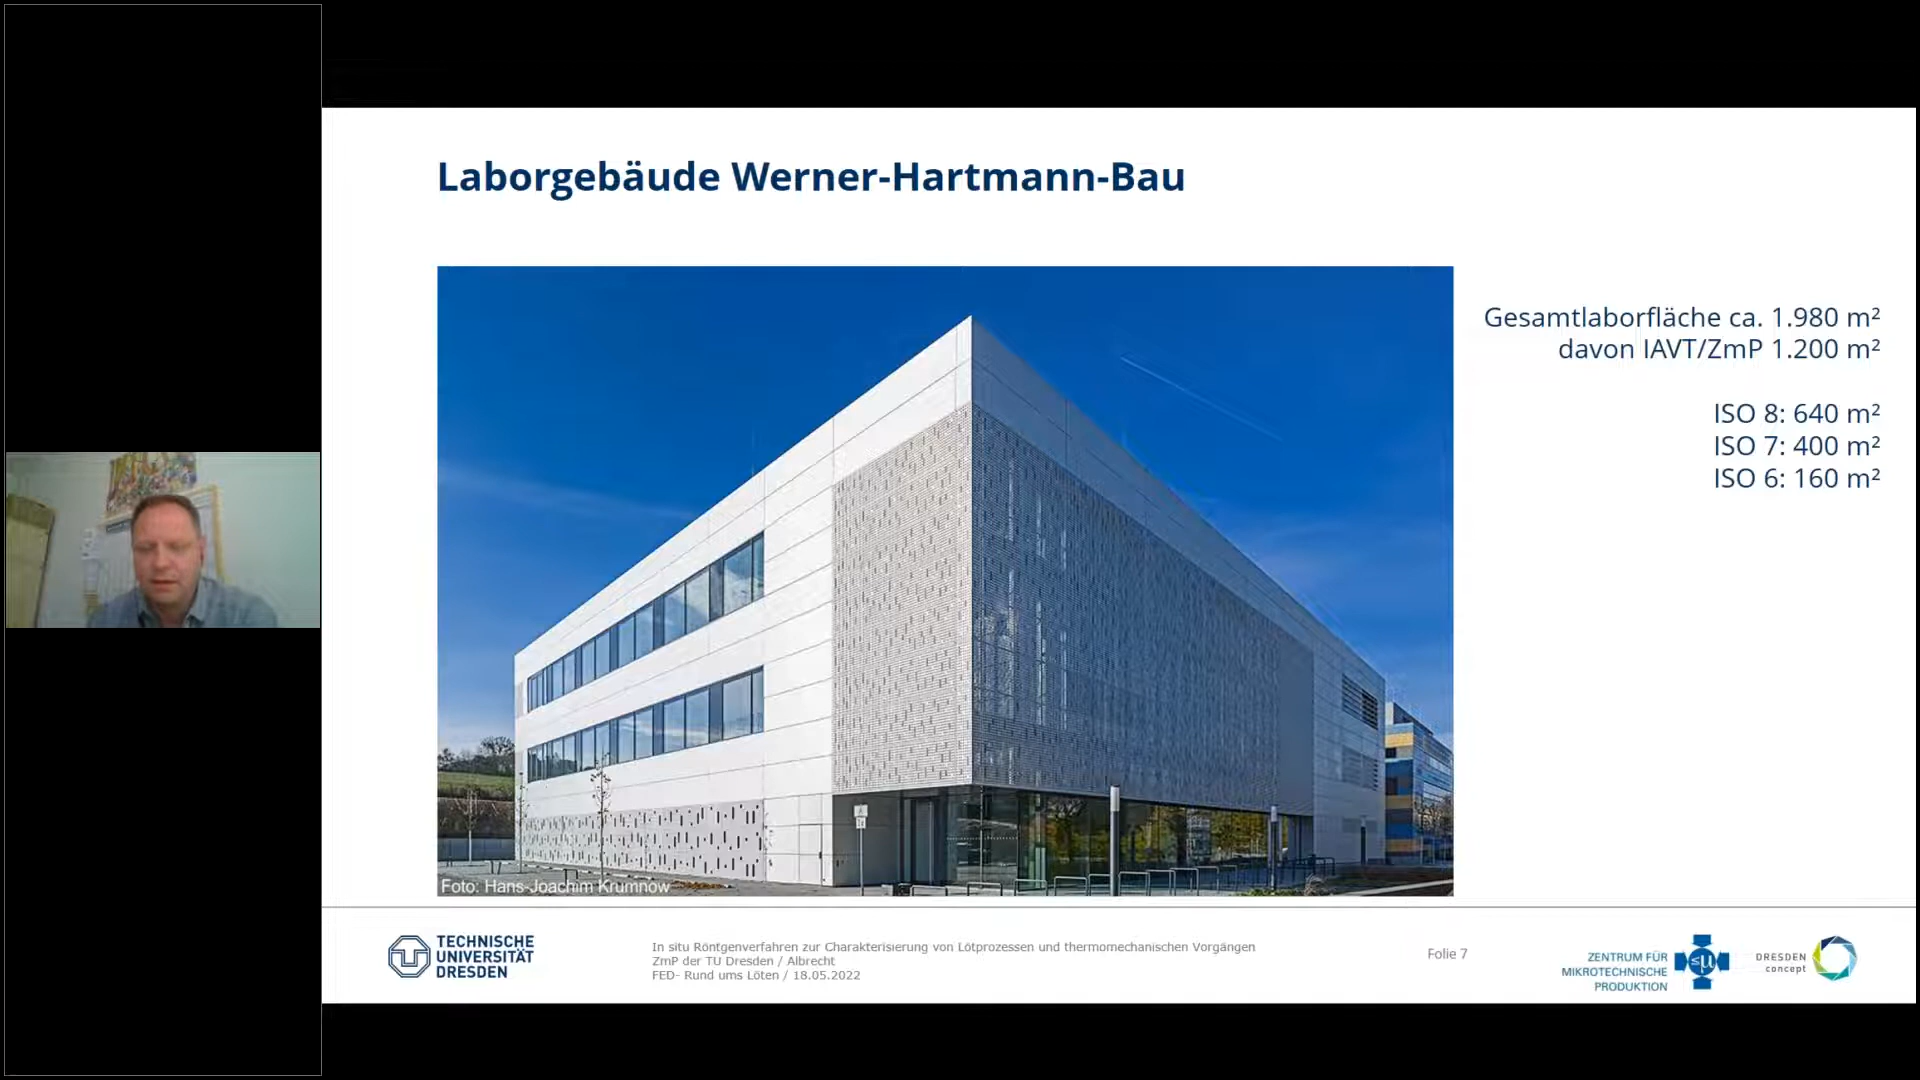 Laborgebäude Werner-Hartmann-Bau
Gesamtlaborfläche ca. 1.980 m²
davon IAVT/ZmP 1.200 m²
ISO 8: 640 m²
ISO 7: 400 m²
ISO 6: 160 m²
Foto: Hans-Joachim Krumnow
TECHNISCHE
UNIVERSITÄT
DRESDEN
In situ Röntgenverfahren zur Charakterisierung von Lötprozessen und thermomechanischen Vorgängen
ZmP der TU Dresden / Albrecht
FED- Rund ums Löten / 18.05.2022
Folie 7
ZENTRUM FÜR
MIKROTECHNISCHE
PRODUKTION
sµ
DRESDEN
concept